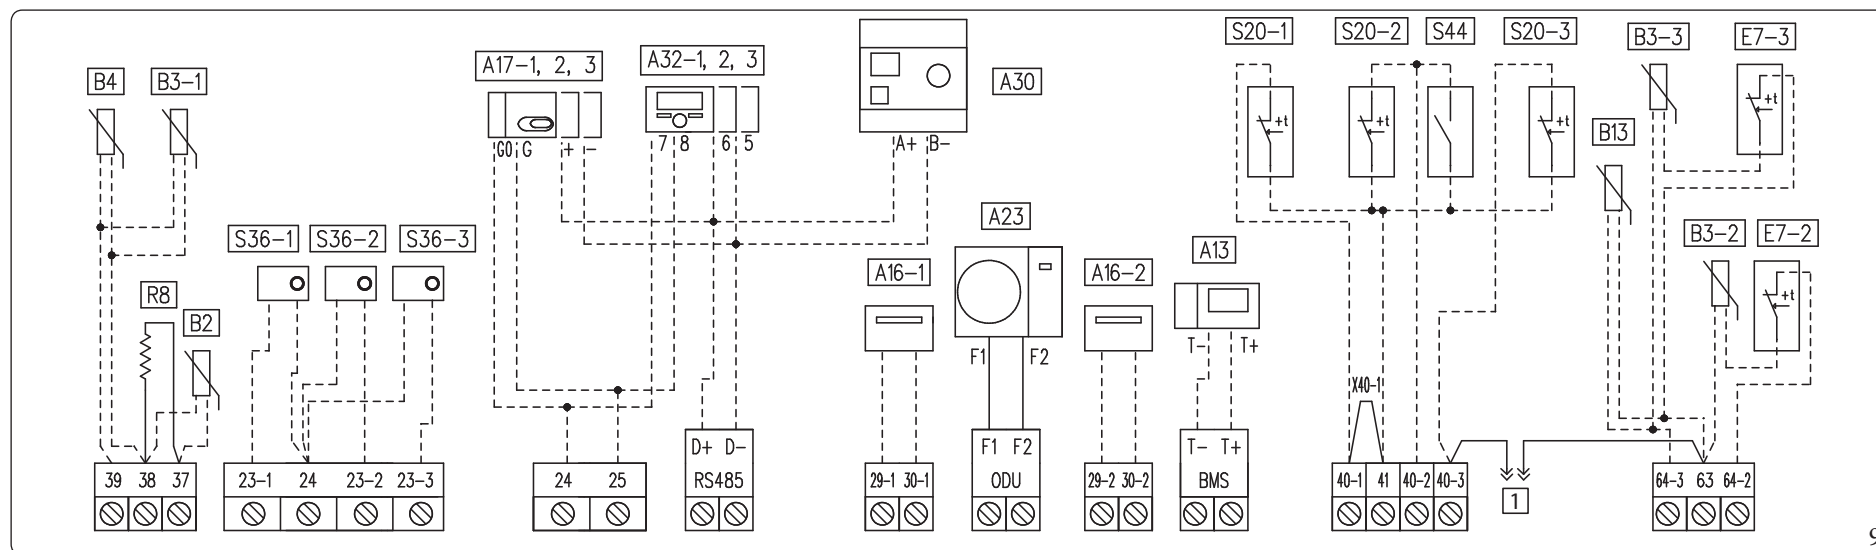 B4
B3-1
A17-1, 2, 3
A32-1, 2, 3
A30
S20-1
S20-2
S44
S20-3
B3-3
E7-3
+t
+t
+t
+t
B13
G0 G + -
7 8 6 5
A+ B-
S36-1
S36-2
S36-3
A16-1
A23
A16-2
A13
B3-2
E7-2
+t
R8
B2
F1 F2
T- T+
X40-1
D+ D-
F1 F2
T- T+
39 38 37
23-1 24 23-2 23-3
24 25
RS485
29-1 30-1
ODU
29-2 30-2
BMS
40-1 41 40-2 40-3
1
64-3 63 64-2